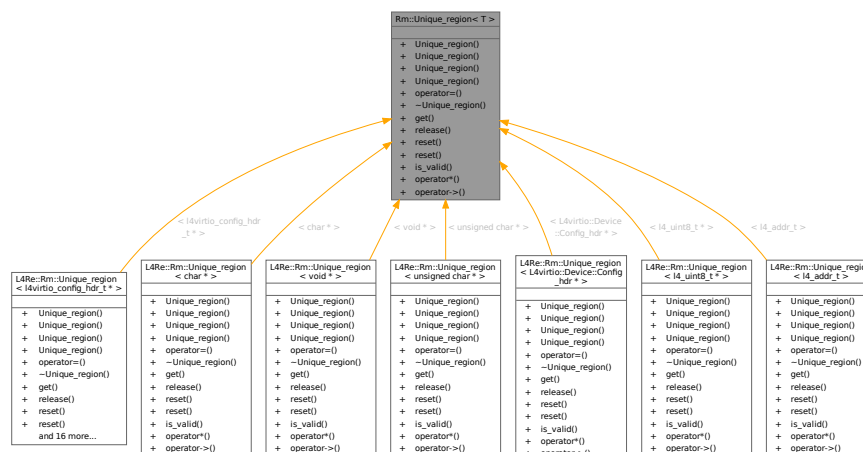 Rm::Unique_region< T >
+ Unique_region()
+ Unique_region()
+ Unique_region()
+ Unique_region()
+ operator=()
+ ~Unique_region()
+ get()
+ release()
+ reset()
+ reset()
+ is_valid()
+ operator*()
+ operator->()
< l4virtio_config_hdr
_t * >
< char * >
< void * >
< unsigned char * >
< L4virtio::Device
::Config_hdr * >
< l4_uint8_t * >
< l4_addr_t >
L4Re::Rm::Unique_region
< l4virtio_config_hdr_t * >
+ Unique_region()
+ Unique_region()
+ Unique_region()
+ Unique_region()
+ operator=()
+ ~Unique_region()
+ get()
+ release()
+ reset()
+ reset()
and 16 more...
L4Re::Rm::Unique_region
< char * >
+ Unique_region()
+ Unique_region()
+ Unique_region()
+ Unique_region()
+ operator=()
+ ~Unique_region()
+ get()
+ release()
+ reset()
+ reset()
+ is_valid()
+ operator*()
+ operator->()
L4Re::Rm::Unique_region
< void * >
+ Unique_region()
+ Unique_region()
+ Unique_region()
+ Unique_region()
+ operator=()
+ ~Unique_region()
+ get()
+ release()
+ reset()
+ reset()
+ is_valid()
+ operator*()
+ operator->()
L4Re::Rm::Unique_region
< unsigned char * >
+ Unique_region()
+ Unique_region()
+ Unique_region()
+ Unique_region()
+ operator=()
+ ~Unique_region()
+ get()
+ release()
+ reset()
+ reset()
+ is_valid()
+ operator*()
+ operator->()
L4Re::Rm::Unique_region
< L4virtio::Device::Config
_hdr * >
+ Unique_region()
+ Unique_region()
+ Unique_region()
+ Unique_region()
+ operator=()
+ ~Unique_region()
+ get()
+ release()
+ reset()
+ reset()
+ is_valid()
+ operator*()
L4Re::Rm::Unique_region
< l4_uint8_t * >
+ Unique_region()
+ Unique_region()
+ Unique_region()
+ Unique_region()
+ operator=()
+ ~Unique_region()
+ get()
+ release()
+ reset()
+ reset()
+ is_valid()
+ operator*()
+ operator->()
L4Re::Rm::Unique_regio
< l4_addr_t >
+ Unique_region()
+ Unique_region()
+ Unique_region()
+ Unique_region()
+ operator=()
+ ~Unique_region()
+ get()
+ release()
+ reset()
+ reset()
+ is_valid()
+ operator*()
+ operator->()